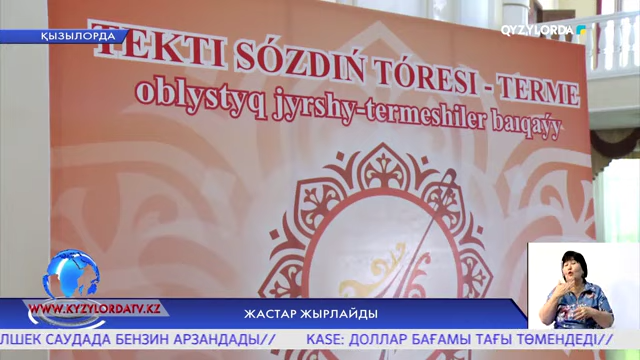 ҚЫЗЫЛОРДА
QYZYLORDA
TEKTI SÓZDIŃ TÓRESI - TERME
oblystyq jyrshy-termeshiler baıqaýy
WWW.KYZYLORDATV.KZ
ЖАСТАР ЖЫРЛАЙДЫ
ЛШЕК САУДАДА БЕНЗИН АРЗАНДАДЫ// KASE: ДОЛЛАР БАҒАМЫ ТАҒЫ ТӨМЕНДЕДІ//